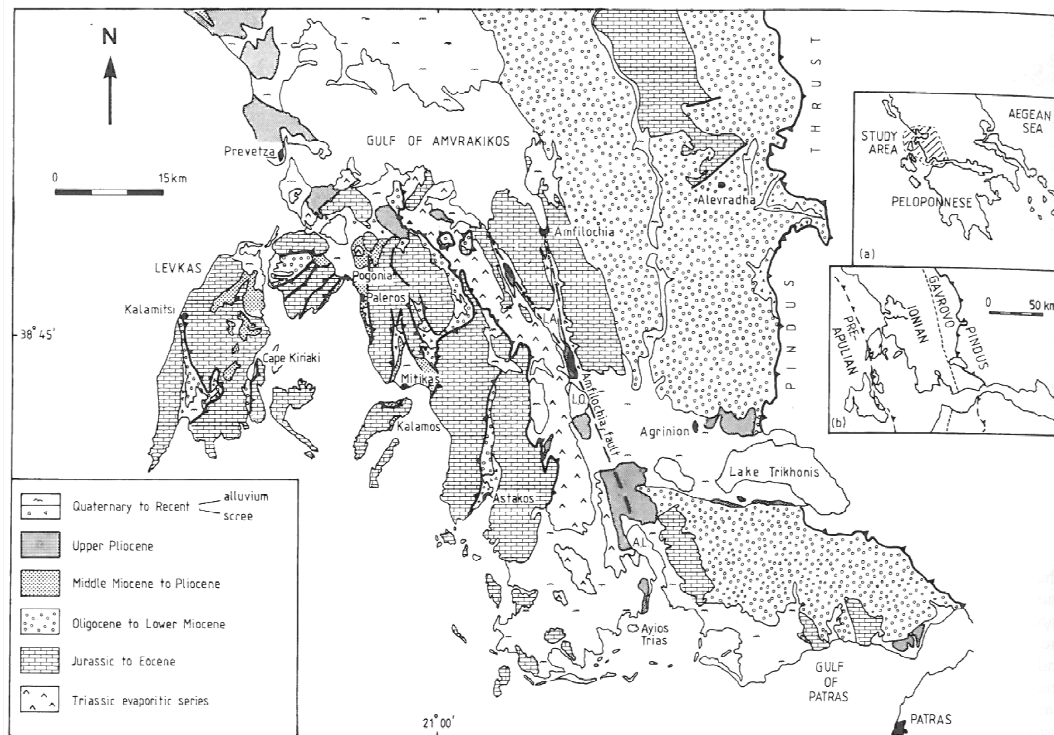 N
0 15km
GULF OF AMVRAKIKOS
Prevetza
THRUST
PINDUS
Alevradha
Amfilochia
LEVKAS
Pogonia
Paleros
Kalamitsi
38°45'
Cape Kiriaki
Mitikas
Kalamos
L.A.
L.O.
Amfilochia fault
Agrinion
Lake Trikhonis
Astakos
A.L.
Ayios
Trias
GULF
OF
PATRAS
PATRAS
21°00'
STUDY
AREA
AEGEAN
SEA
PELOPONNESE
(a)
GAVROVO
0 50 km
IONIAN
PRE
APULIAN
PINDUS
(b)
Quaternary to Recent alluvium
scree
Upper Pliocene
Middle Miocene to Pliocene
Oligocene to Lower Miocene
Jurassic to Eocene
Triassic evaporitic series